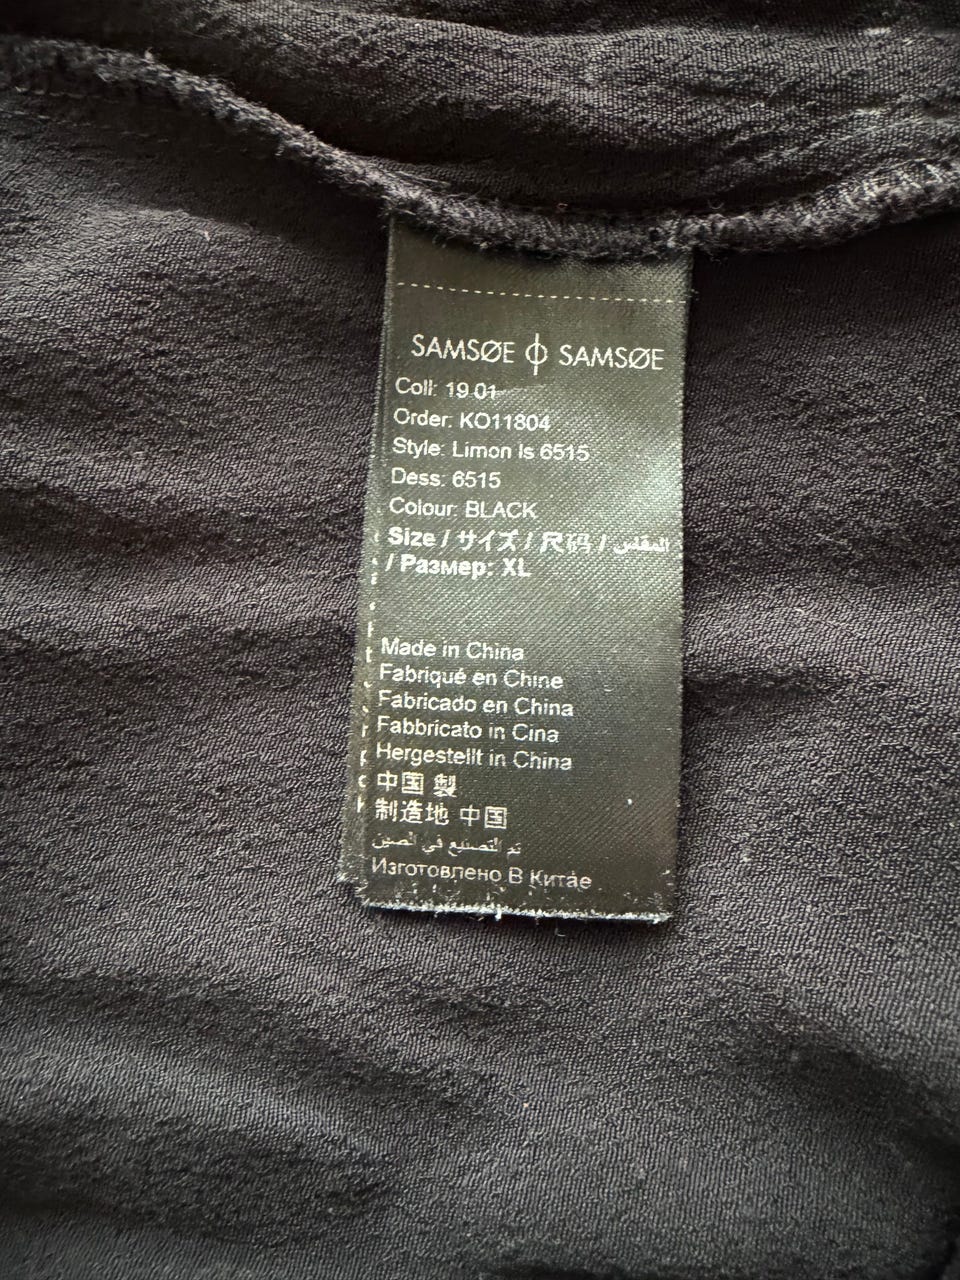 SAMSØE ϕ SAMSØE
Coll: 19 01
Order: KO11804
Style: Limon ls 6515
Dess: 6515
Colour: BLACK
Size / サイズ / 尺码 / المقاس
/ Размер: XL
Made in China
Fabriqué en Chine
Fabricado en China
Fabbricato in Cina
Hergestellt in China
中国 製
制造地 中国
تم التصنيع في الصين
Изготовлено В Китае